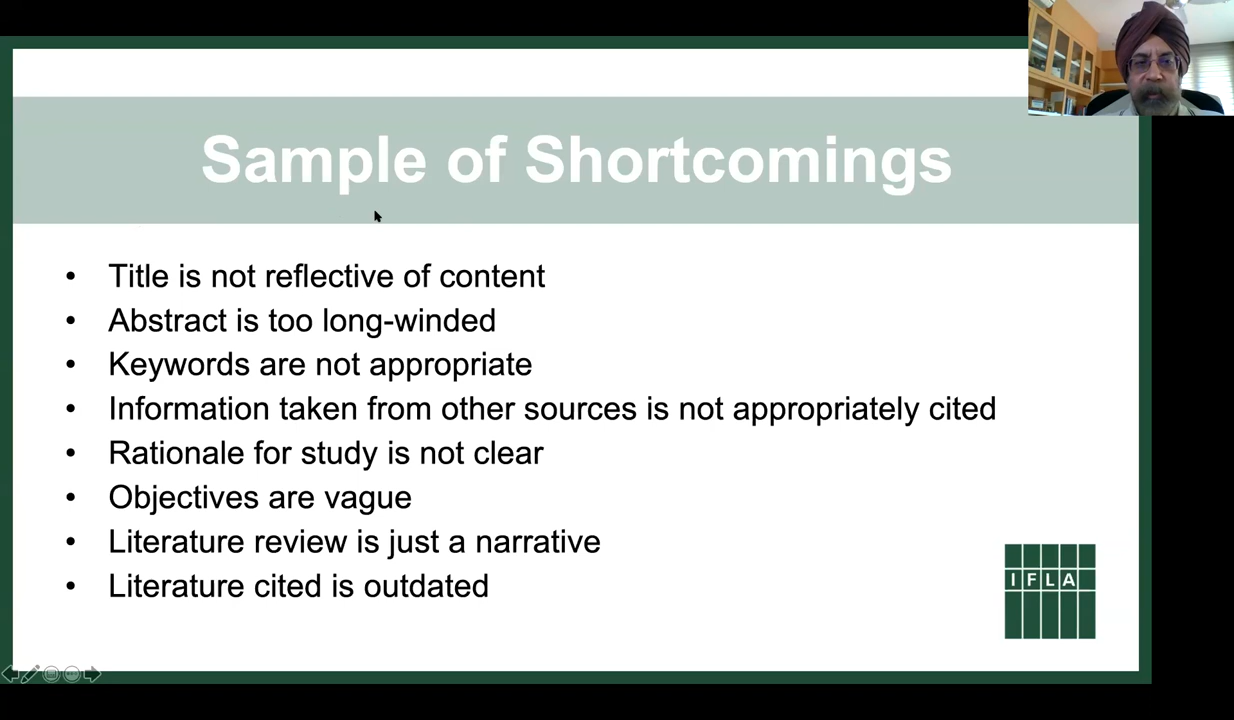 Sample of Shortcomings
• Title is not reflective of content
• Abstract is too long-winded
• Keywords are not appropriate
• Information taken from other sources is not appropriately cited
• Rationale for study is not clear
• Objectives are vague
• Literature review is just a narrative
• Literature cited is outdated
IFLA